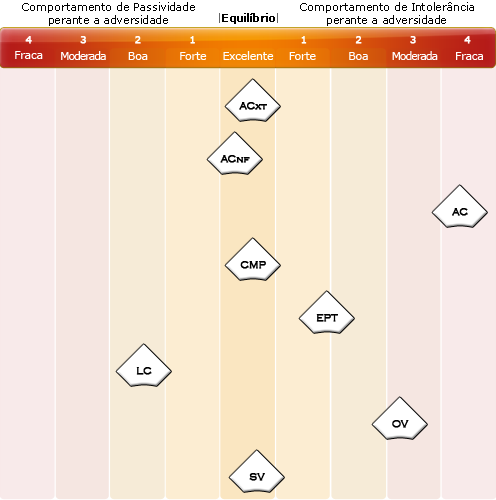 Comportamento de Passividade
perante a adversidade
|Equilíbrio|
Comportamento de Intolerância
perante a adversidade
4 3 2 1 1 2 3 4
Fraca Moderada Boa Forte Excelente Forte Boa Moderada Fraca
ACXT
ACNF
AC
CMP
EPT
LC
OV
SV